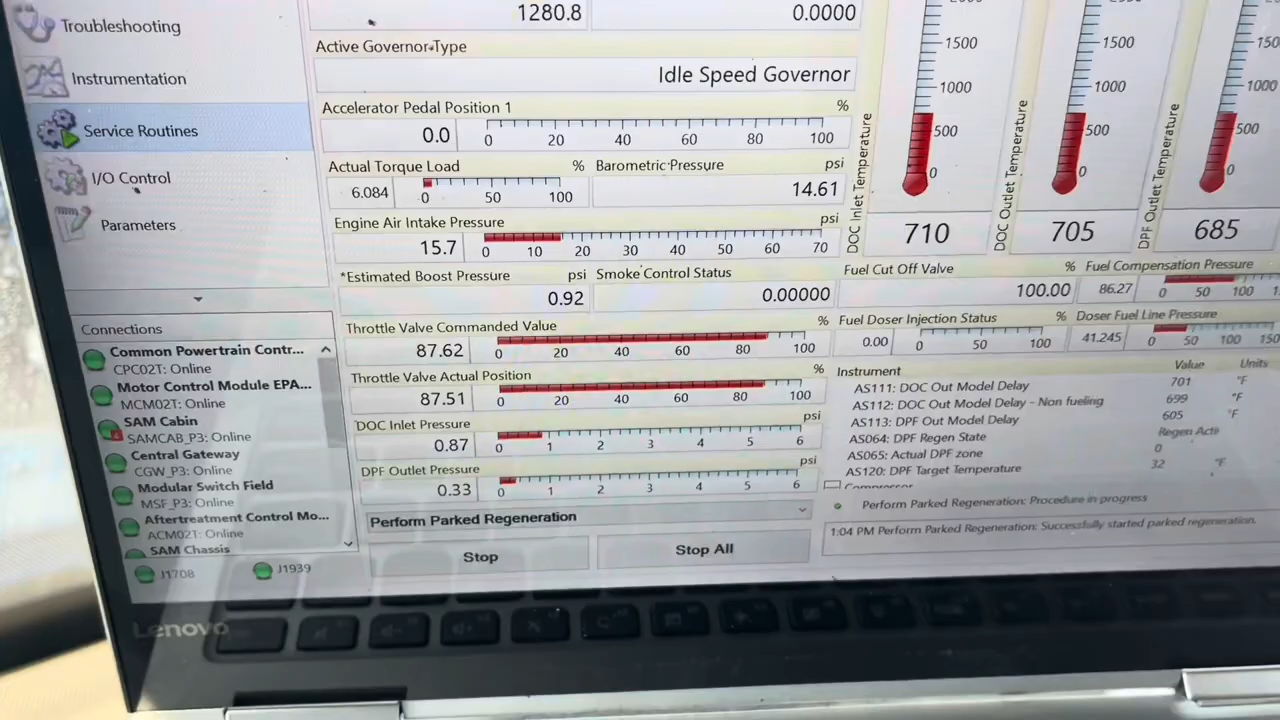 Troubleshooting
Instrumentation
Service Routines
I/O Control
Parameters
Connections
Common Powertrain Contr...
CPC02T: Online
Motor Control Module EPA...
MCM02T: Online
SAM Cabin
SAMCAB_P3: Online
Central Gateway
CGW_P3: Online
Modular Switch Field
MSF_P3: Online
Aftertreatment Control Mo...
ACM02T: Online
SAM Chassis
J1708 J1939
1280.8 0.0000
Active Governor Type
Idle Speed Governor
Accelerator Pedal Position 1 %
0.0 0 20 40 60 80 100
Actual Torque Load % Barometric Pressure psi
6.084 0 50 100 14.61
Engine Air Intake Pressure psi
15.7 0 10 20 30 40 50 60 70
*Estimated Boost Pressure psi Smoke Control Status
0.92 0.00000
Throttle Valve Commanded Value %
87.62 0 20 40 60 80 100
Throttle Valve Actual Position %
87.51 0 20 40 60 80 100
DOC Inlet Pressure psi
0.87 0 1 2 3 4 5 6
DPF Outlet Pressure psi
0.33 0 1 2 3 4 5 6
Perform Parked Regeneration
Stop Stop All
DOC Inlet Temperature
1500
1000
500
0
710
DOC Outlet Temperature
1500
1000
500
0
705
DPF Outlet Temperature
1000
500
0
685
Fuel Cut Off Valve % Fuel Compensation Pressure
100.00 86.27 0 50 100
Fuel Doser Injection Status % Doser Fuel Line Pressure
0.00 0 50 100 41.245 0 50 100 150
Instrument Value Units
AS111: DOC Out Model Delay 701 °F
AS112: DOC Out Model Delay - Non fueling 699 °F
AS113: DPF Out Model Delay 605 °F
AS064: DPF Regen State Regen Acti
AS065: Actual DPF zone 0
AS120: DPF Target Temperature 32 °F
Compressor
Perform Parked Regeneration: Procedure in progress
1:04 PM Perform Parked Regeneration: Successfully started parked regeneration.
Lenovo